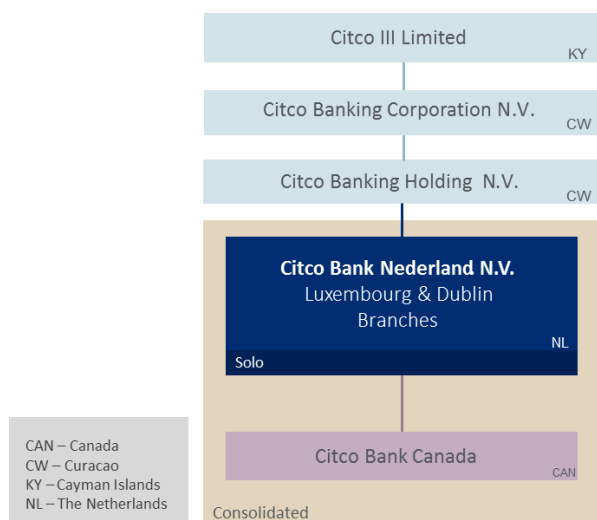 Citco III Limited
KY
Citco Banking Corporation N.V.
CW
Citco Banking Holding N.V.
CW
Citco Bank Nederland N.V.
Luxembourg & Dublin
Branches
NL
Solo
Citco Bank Canada
CAN
Consolidated
CAN – Canada
CW – Curacao
KY – Cayman Islands
NL – The Netherlands